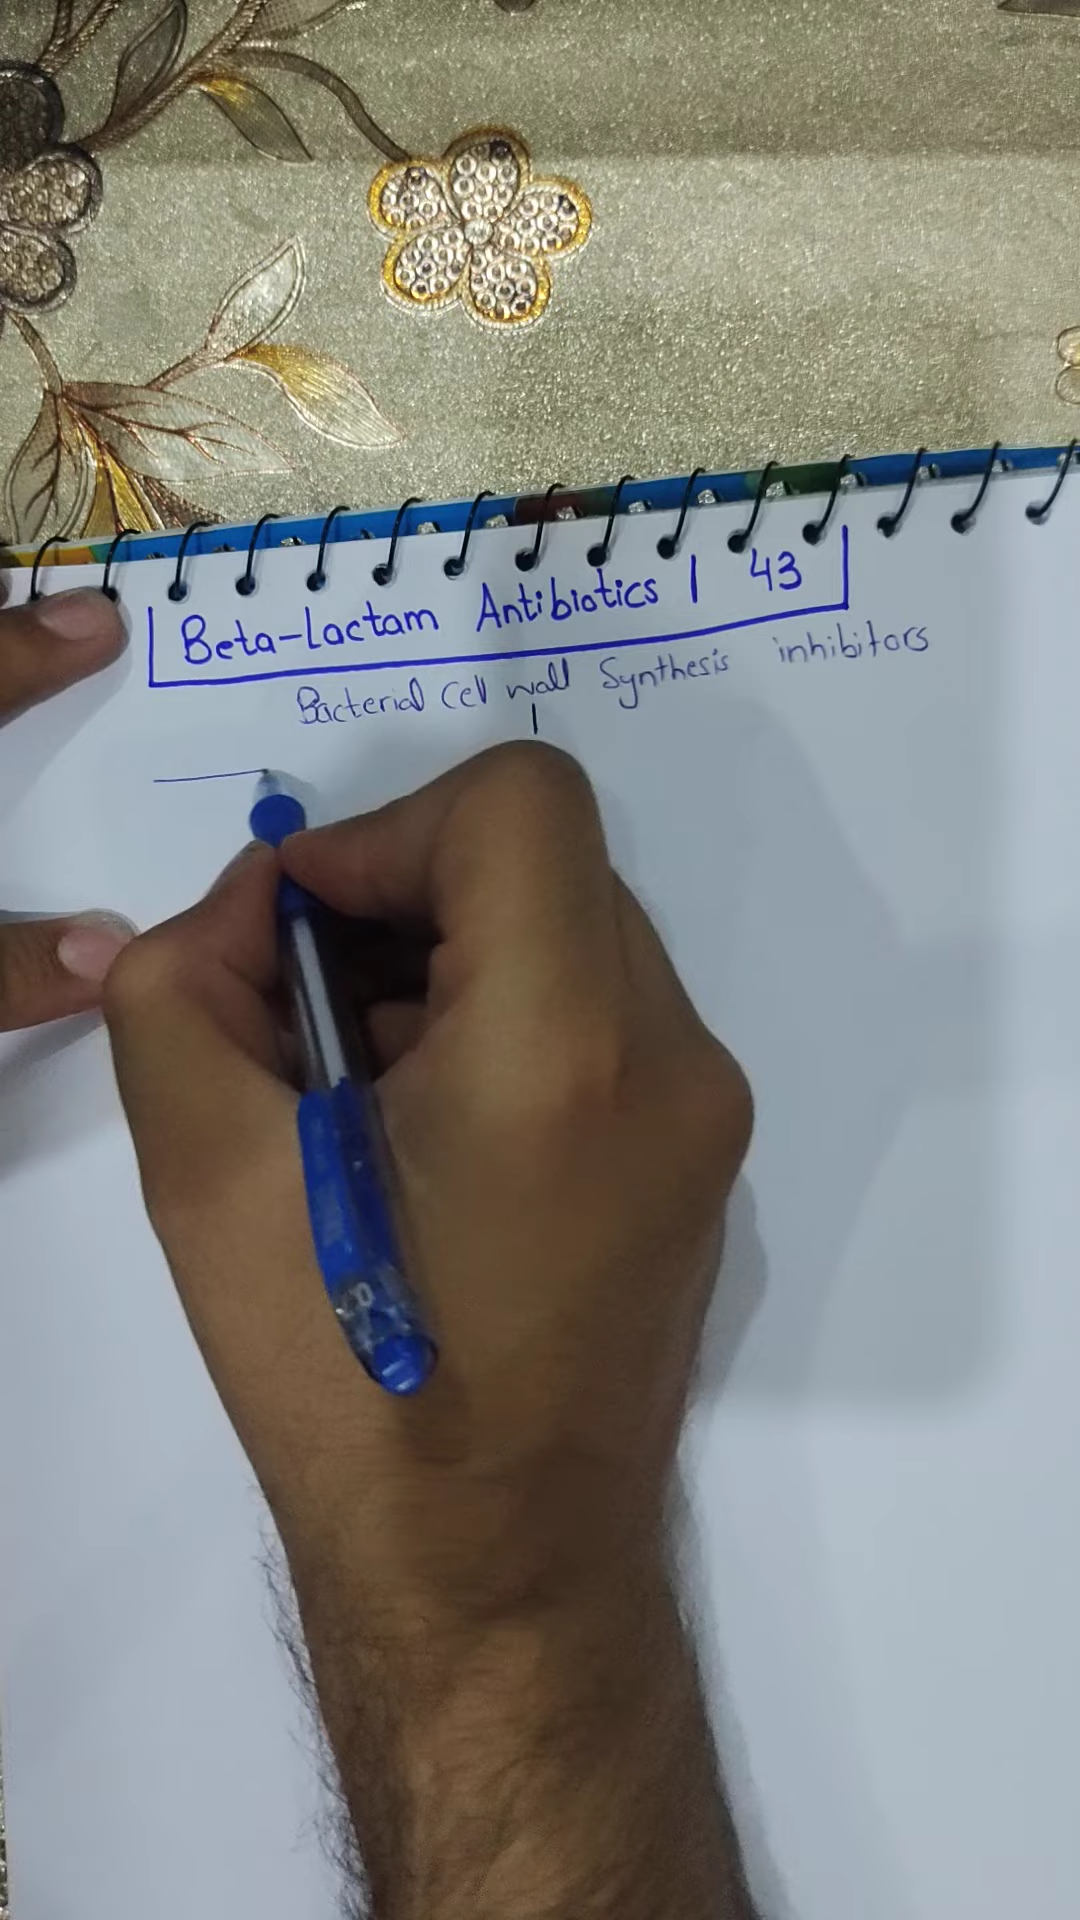 Beta-Lactam Antibiotics | 43
Bacterial Cell wall Synthesis inhibitors